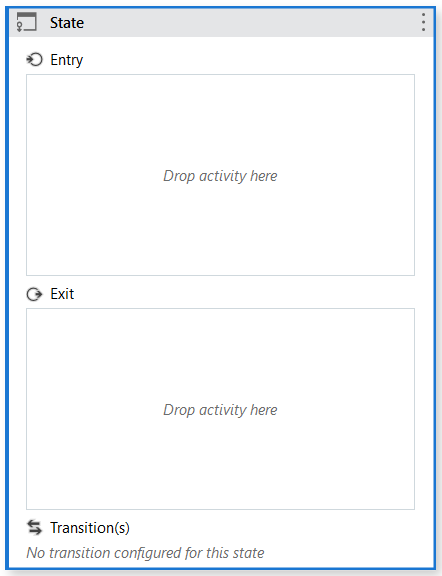 State
Entry
Drop activity here
Exit
Drop activity here
Transition(s)
No transition configured for this state